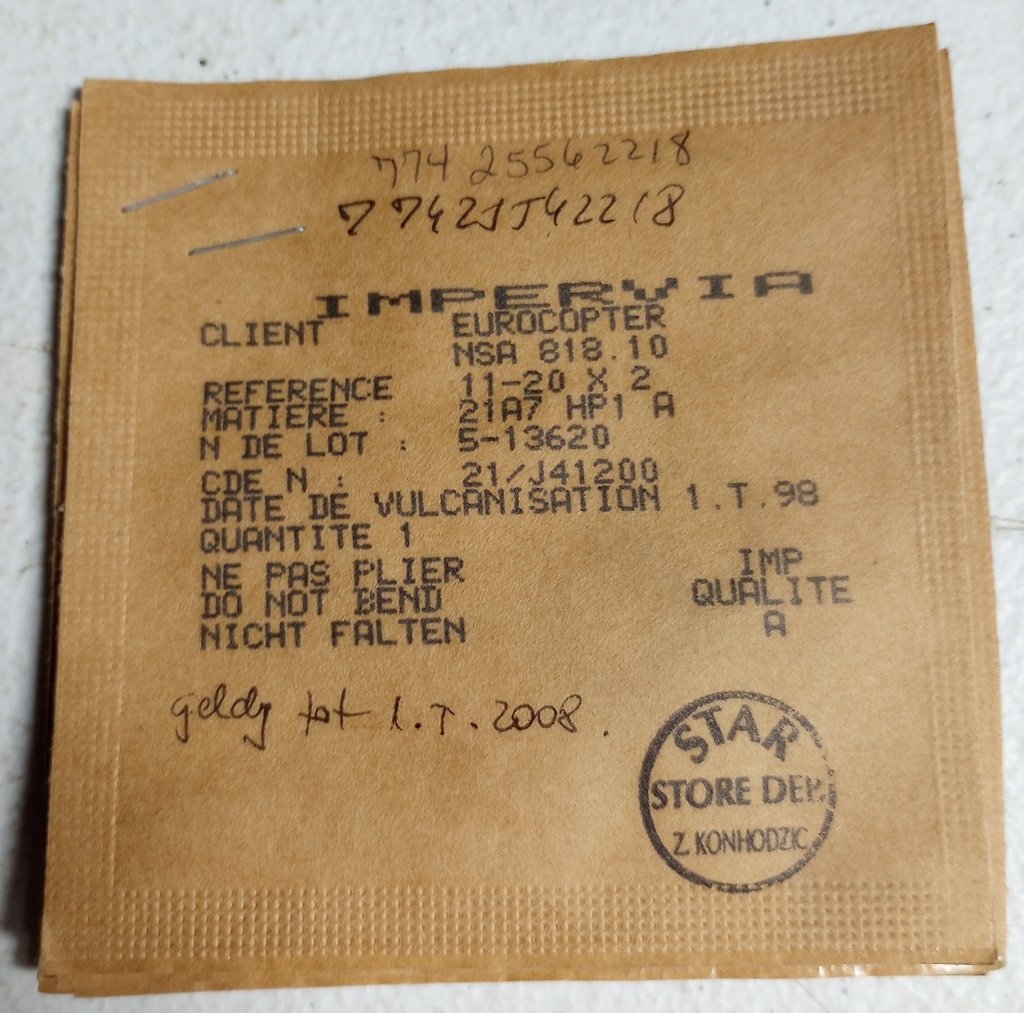 774 25562218
7742JJ42218
IMPERVIA
CLIENT EUROCOPTER
NSA 818.10
REFERENCE 11-20 X 2
MATIERE : 21A7 HP1 A
N DE LOT : 5-13620
CDE N : 21/J41200
DATE DE VULCANISATION 1.T.98
QUANTITE 1
NE PAS PLIER
DO NOT BEND
NICHT FALTEN
IMP
QUALITE
A
geldg tot 1.T.2008.
STAR
STORE DEP.
Z. KONHODZIC